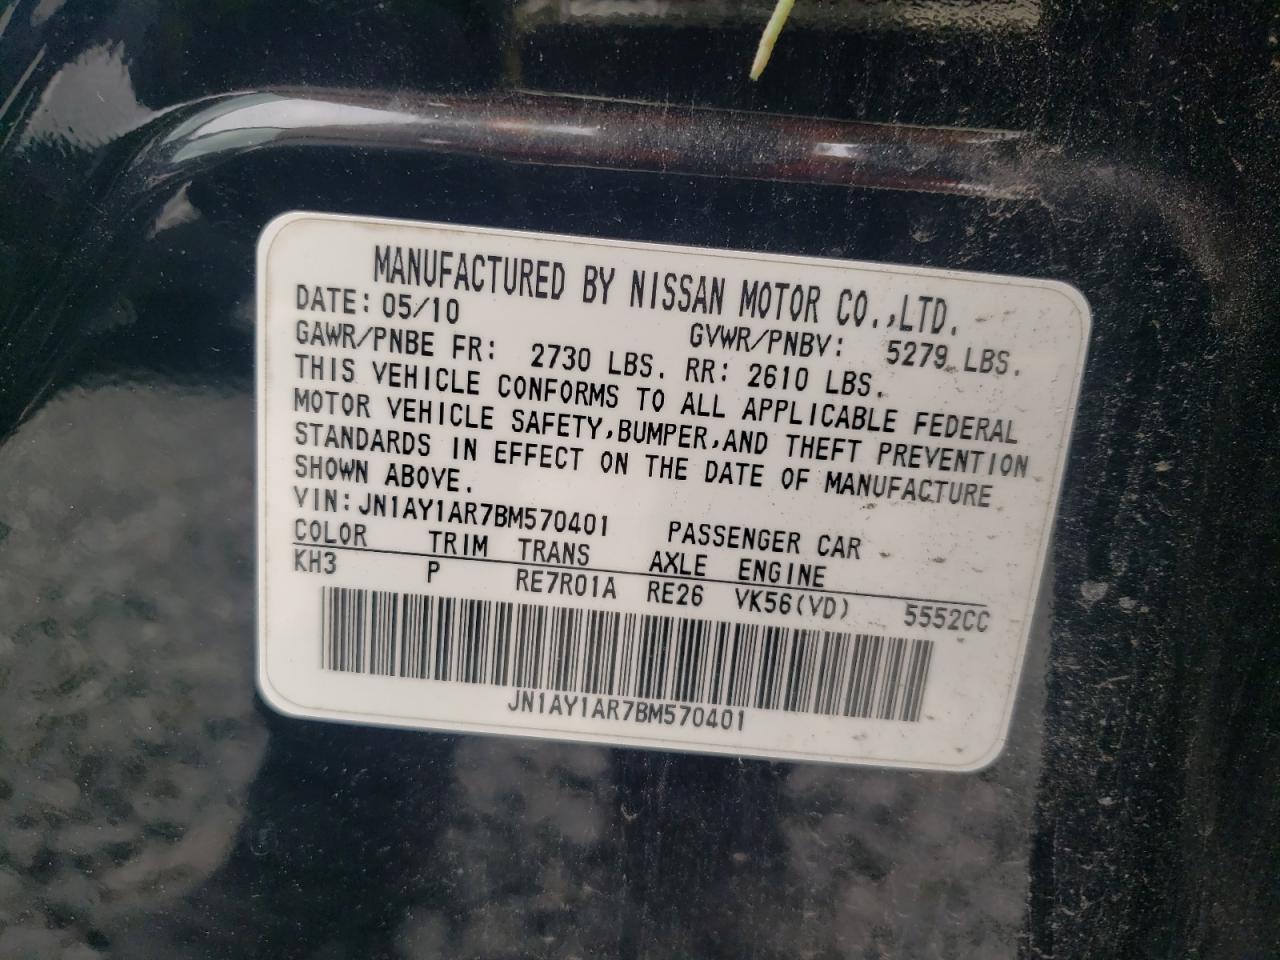 MANUFACTURED BY NISSAN MOTOR CO.,LTD.
DATE: 05/10 GVWR/PNBV: 5279 LBS.
GAWR/PNBE FR: 2730 LBS. RR: 2610 LBS.
THIS VEHICLE CONFORMS TO ALL APPLICABLE FEDERAL
MOTOR VEHICLE SAFETY,BUMPER,AND THEFT PREVENTION
STANDARDS IN EFFECT ON THE DATE OF MANUFACTURE
SHOWN ABOVE.
VIN:JN1AY1AR7BM570401 PASSENGER CAR
COLOR TRIM TRANS AXLE ENGINE
KH3 P RE7R01A RE26 VK56(VD) 5552CC
JN1AY1AR7BM570401